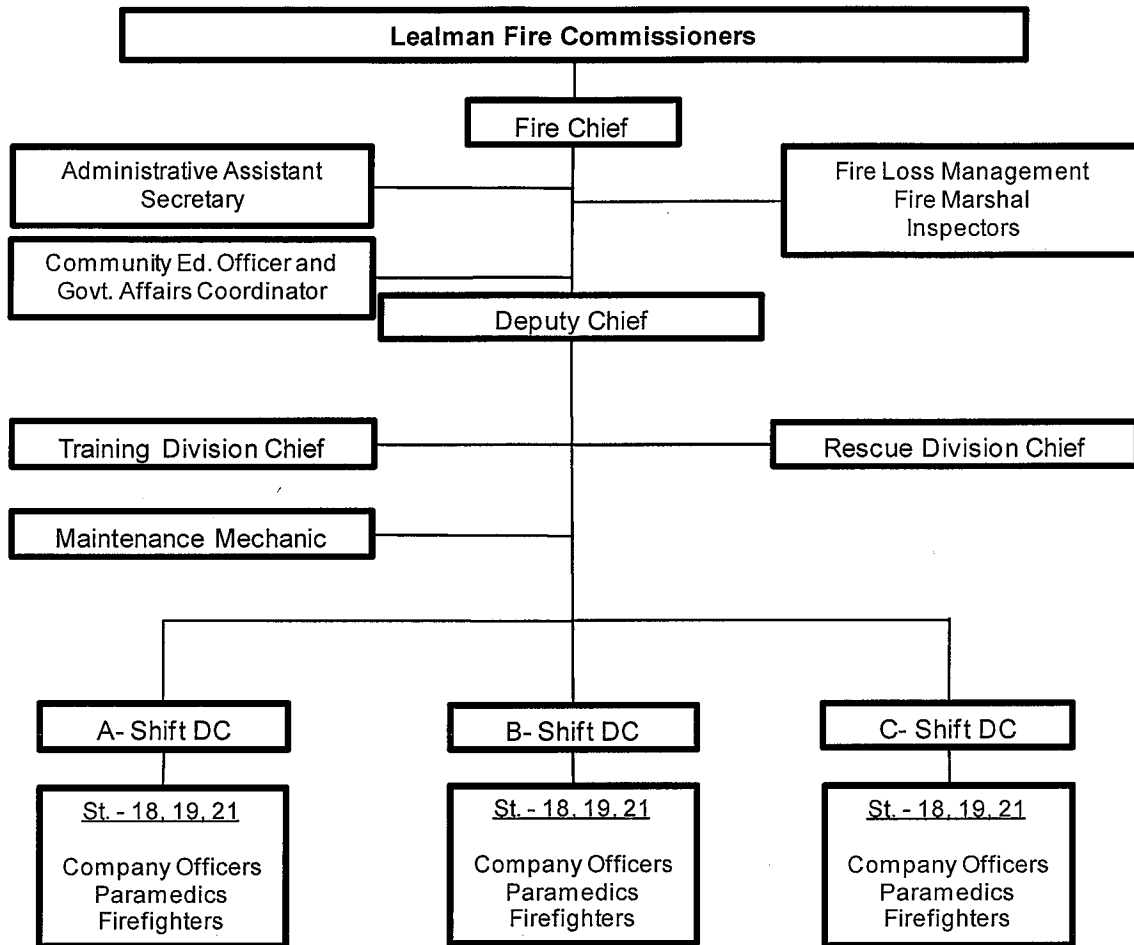 Lealman Fire Commissioners
Fire Chief
Administrative Assistant
Secretary
Fire Loss Management
Fire Marshal
Inspectors
Community Ed. Officer and
Govt. Affairs Coordinator
Deputy Chief
Training Division Chief
Rescue Division Chief
Maintenance Mechanic
A- Shift DC
B- Shift DC
C- Shift DC
St. - 18, 19, 21
Company Officers
Paramedics
Firefighters
St. - 18, 19, 21
Company Officers
Paramedics
Firefighters
St. - 18, 19, 21
Company Officers
Paramedics
Firefighters